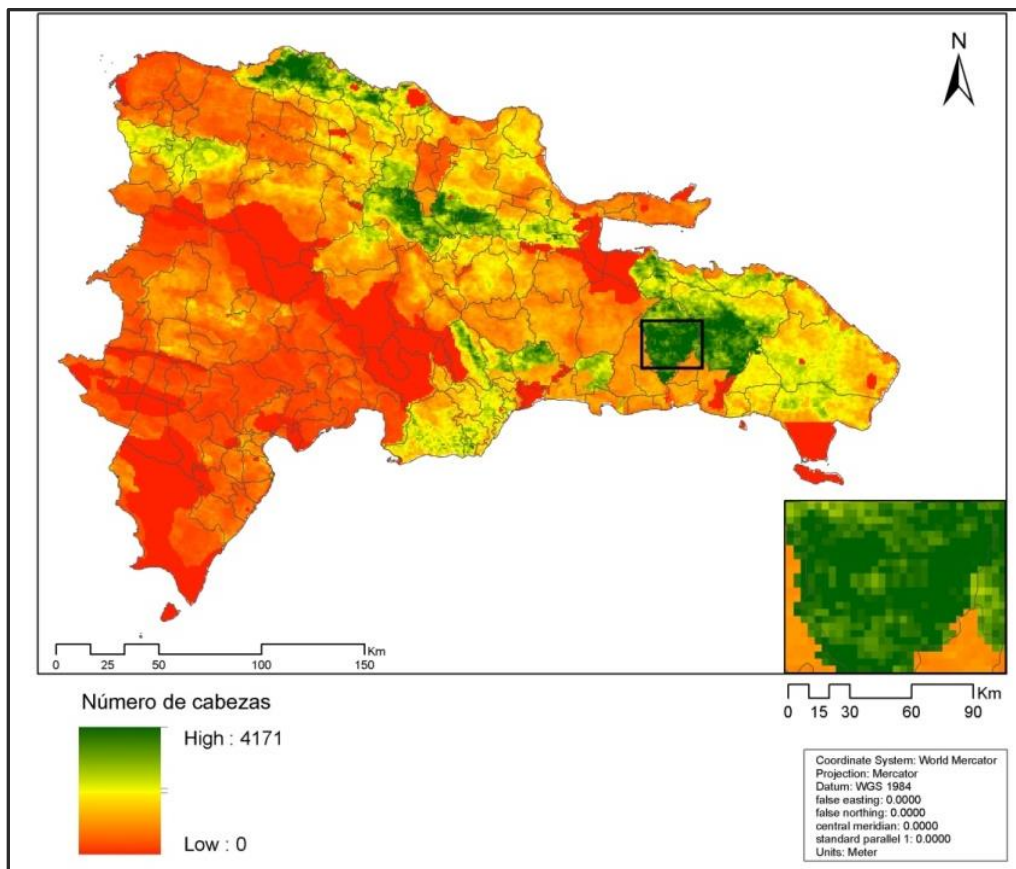 N
Km
0 25 50 100 150
Km
0 15 30 60 90
Número de cabezas
High : 4171
Low : 0
Coordinate System: World Mercator
Projection: Mercator
Datum: WGS 1984
false easting: 0.0000
false northing: 0.0000
central meridian: 0.0000
standard parallel 1: 0.0000
Units: Meter